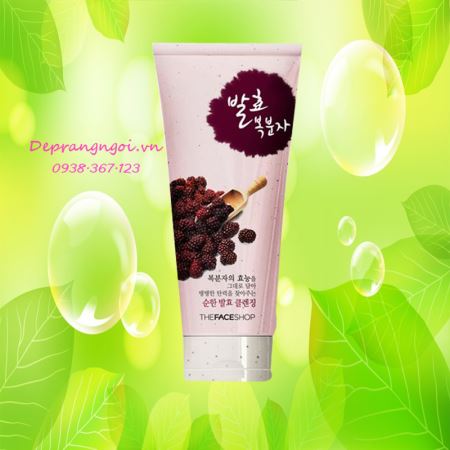 발효
복분자
Deprangngoi.vn
0938·367·123
복분자의 효능을
그대로 담아
탱탱한 탄력을 찾아주는
순한 발효 클렌징
THEFACESHOP